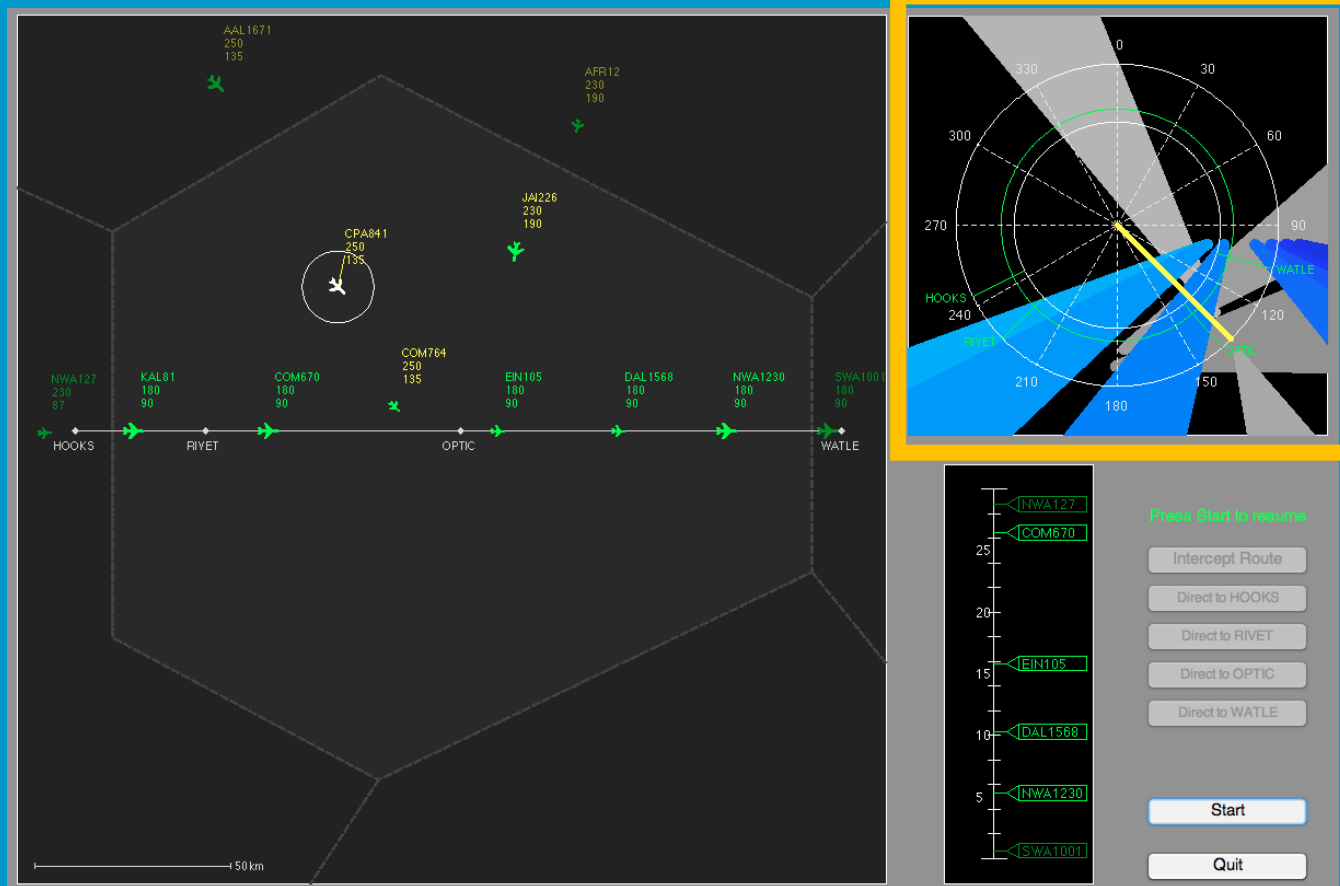 AAL1671
250
135
AFR12
230
190
JAI226
230
190
CPA841
250
135
COM764
250
135
NWA127
230
87
KAL81
180
90
COM670
180
90
EIN105
180
90
DAL1568
180
90
NWA1230
180
90
SWA1001
180
90
HOOKS
RIVET
OPTIC
WATLE
50km
0
30
60
90
120
150
180
210
240
270
300
330
HOOKS
RIVET
OPTIC
WATLE
NWA127
COM670
25
20
EIN105
15
DAL1568
10
NWA1230
5
SWA1001
Press Start to resume
Intercept Route
Direct to HOOKS
Direct to RIVET
Direct to OPTIC
Direct to WATLE
Start
Quit